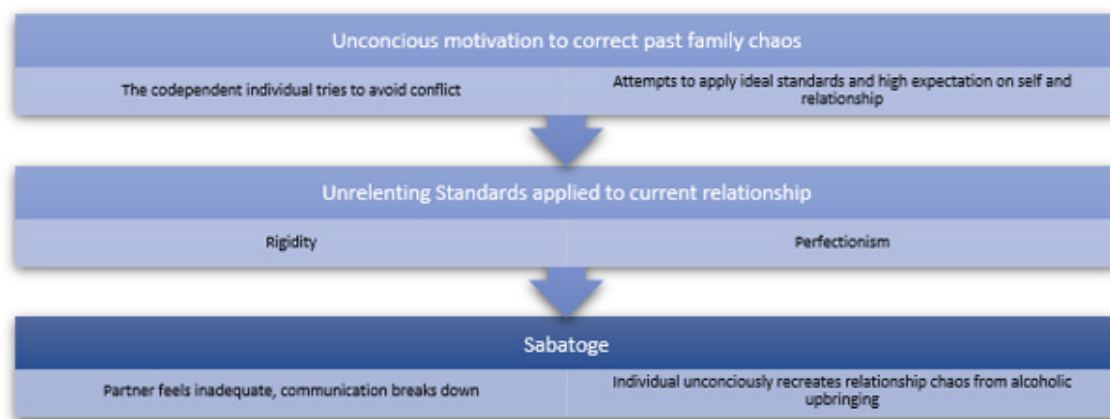 Unconcious motivation to correct past family chaos
The codependent individual tries to avoid conflict
Attempts to apply ideal standards and high expectation on self and
relationship
Unrelenting Standards applied to current relationship
Rigidity
Perfectionism
Sabatoge
Partner feels inadequate, communication breaks down
Individual unconciously recreates relationship chaos from alcoholic
upbringing